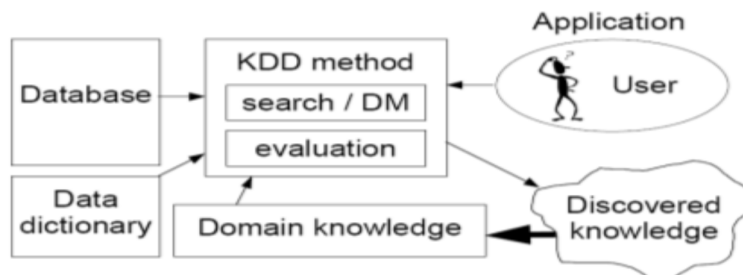 Application
KDD method
Database
search / DM
?
User
evaluation
Data
dictionary
Domain knowledge
Discovered
knowledge